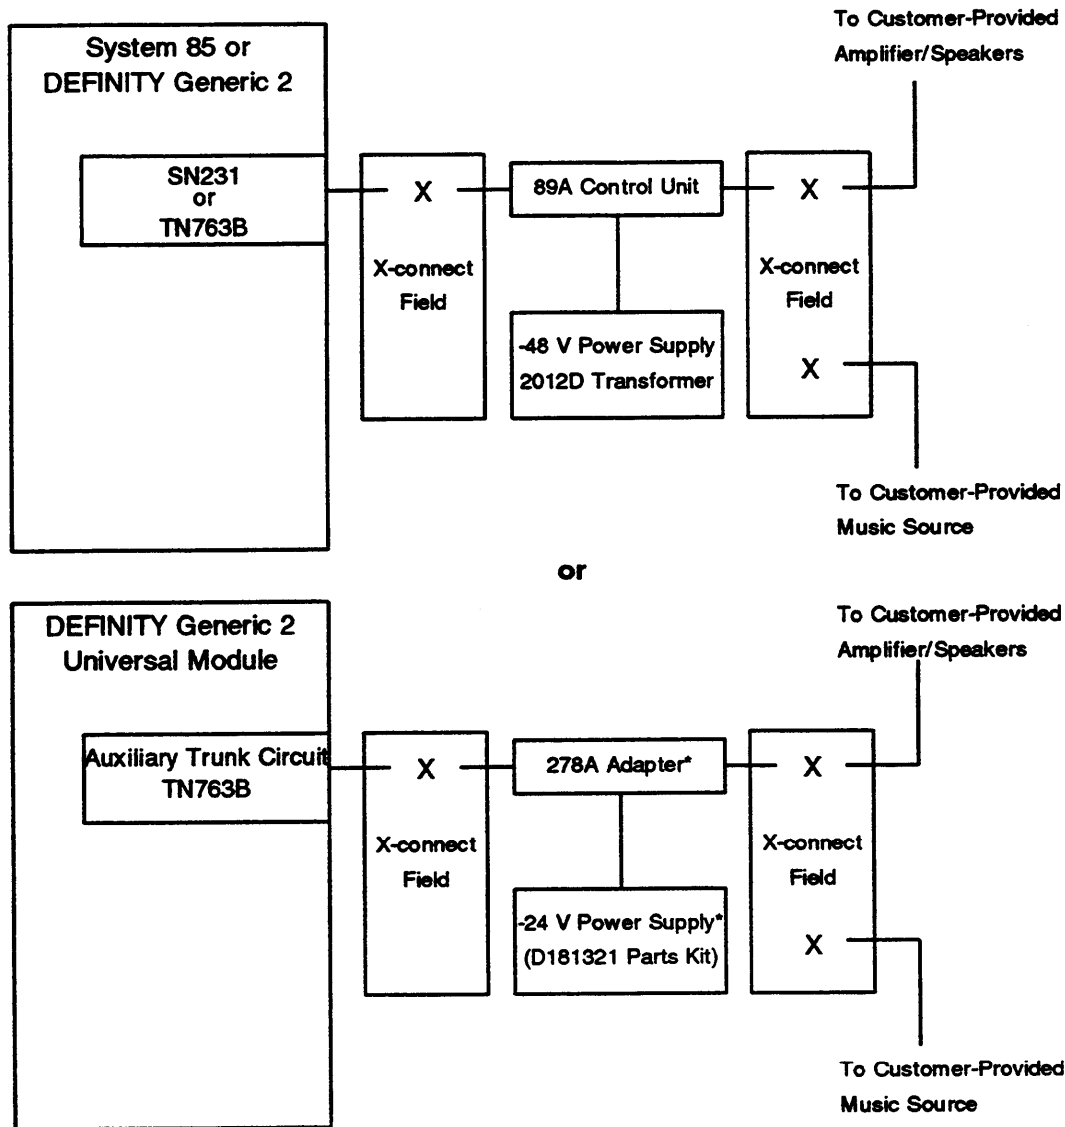 System 85 or
DEFINITY Generic 2
SN231
or
TN763B
X
X-connect
Field
89A Control Unit
-48 V Power Supply
2012D Transformer
X
X-connect
Field
X
To Customer-Provided
Amplifier/Speakers
To Customer-Provided
Music Source
or
DEFINITY Generic 2
Universal Module
Auxiliary Trunk Circuit
TN763B
X
X-connect
Field
278A Adapter*
-24 V Power Supply*
(D181321 Parts Kit)
X
X-connect
Field
X
To Customer-Provided
Amplifier/Speakers
To Customer-Provided
Music Source